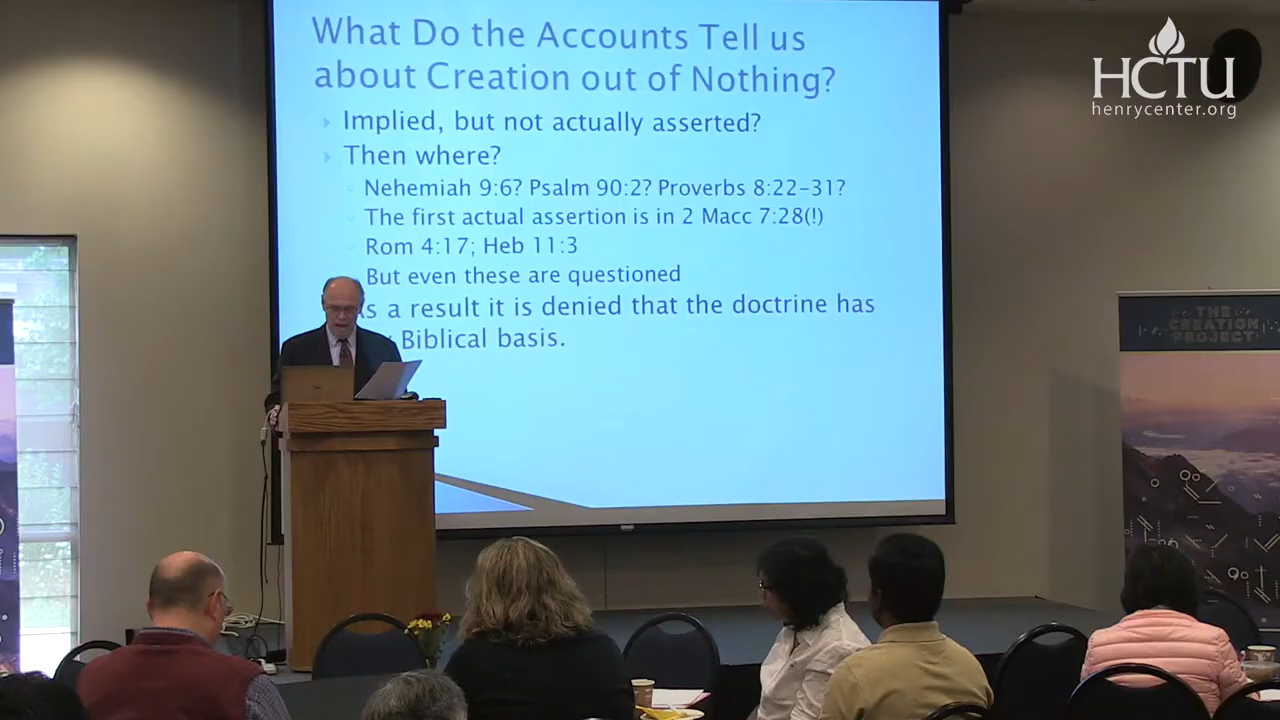 What Do the Accounts Tell us
about Creation out of Nothing?
Implied, but not actually asserted?
Then where?
Nehemiah 9:6? Psalm 90:2? Proverbs 8:22-31?
The first actual assertion is in 2 Macc 7:28(!)
Rom 4:17; Heb 11:3
But even these are questioned
s a result it is denied that the doctrine has
Biblical basis.
HCTU
henrycenter.org
THE
CREATION
PROJECT